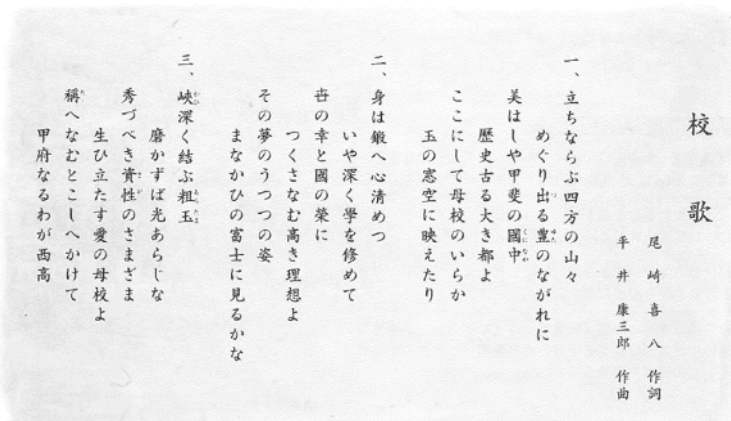 校歌
尾崎喜八 作詞
平井康三郎 作曲
一、立ちならぶ四方の山々
めぐり出る豊のながれに
美はしや甲斐の國中
歴史古る大き都よ
ここにして母校のいらか
玉の窓空に映えたり
二、身は鍛へ心清めつ
いや深く學を修めて
世の幸と國の榮に
つくさなむ高き理想よ
その夢のうつつの姿
まなかひの富士に見るかな
三、峽深く結ぶ粗玉
磨かずば光あらじな
秀づべき資性のさまざま
生ひ立たす愛の母校よ
稱へなむとこしへかけて
甲府なるわが西高